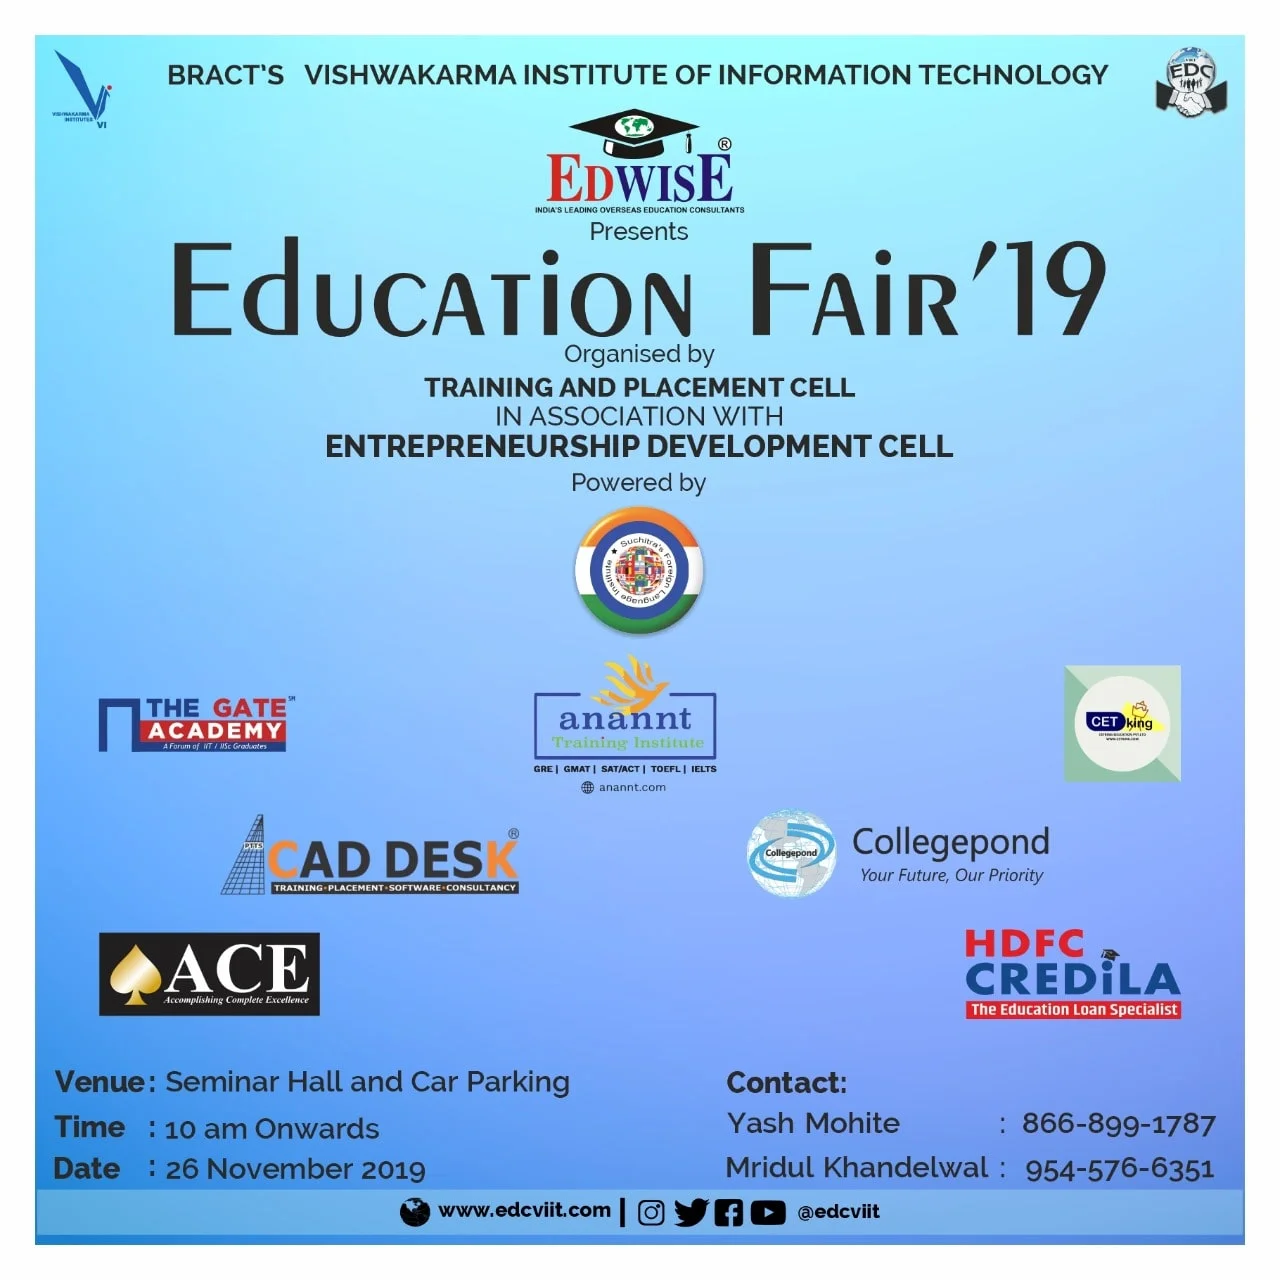 BRACT'S VISHWAKARMA INSTITUTE OF INFORMATION TECHNOLOGY
VISHWAKARMA
INSTITUTES
VI
EDC
EDWISE®
INDIA'S LEADING OVERSEAS EDUCATION CONSULTANTS
Presents
Education Fair'19
Organised by
TRAINING AND PLACEMENT CELL
IN ASSOCIATION WITH
ENTREPRENEURSHIP DEVELOPMENT CELL
Powered by
Suchitra's Foreign Language Institute ★
THE GATE SM
ACADEMY
A Forum of IIT / IISc Graduates
anannt
Training Institute
GRE | GMAT | SAT/ACT | TOEFL | IELTS
anannt.com
CET king
CAD DESK®
TRAINING•PLACEMENT•SOFTWARE•CONSULTANCY
Collegepond
Collegepond
Your Future, Our Priority
ACE
Accomplishing Complete Excellence
HDFC
CREDiLA
The Education Loan Specialist
Venue : Seminar Hall and Car Parking
Time : 10 am Onwards
Date : 26 November 2019
Contact:
Yash Mohite : 866-899-1787
Mridul Khandelwal : 954-576-6351
www.edcviit.com | @edcviit